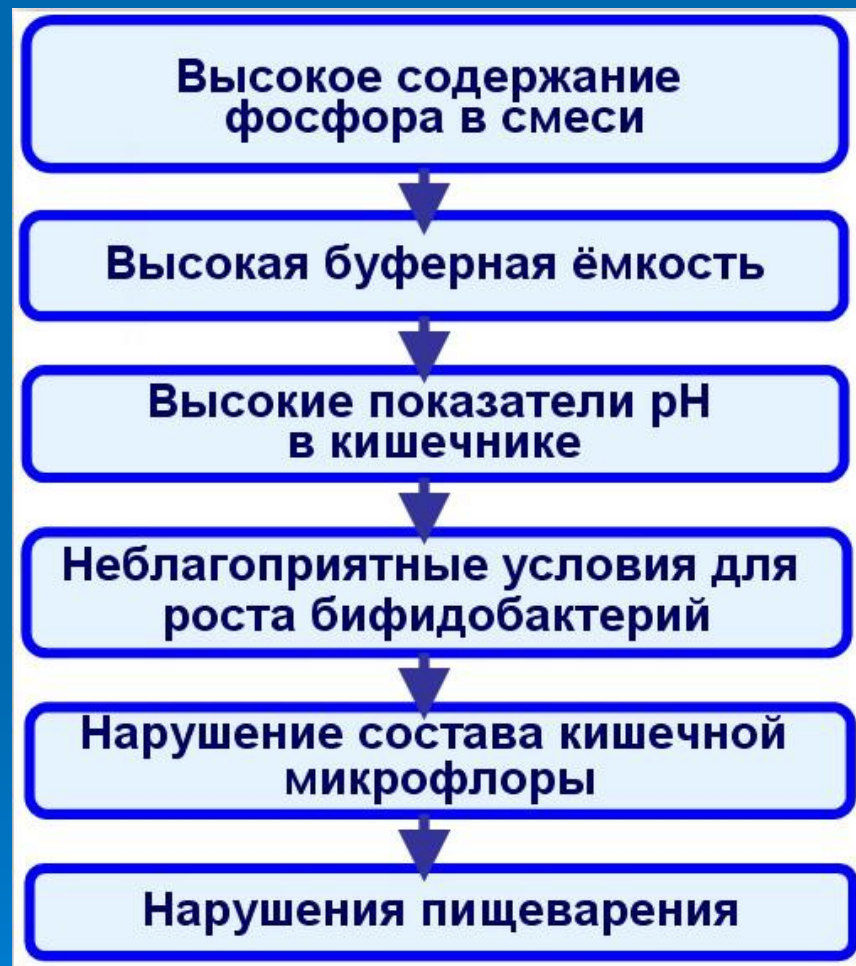 Высокое содержание
фосфора в смеси
Высокая буферная ёмкость
Высокие показатели рН
в кишечнике
Неблагоприятные условия для
роста бифидобактерий
Нарушение состава кишечной
микрофлоры
Нарушения пищеварения